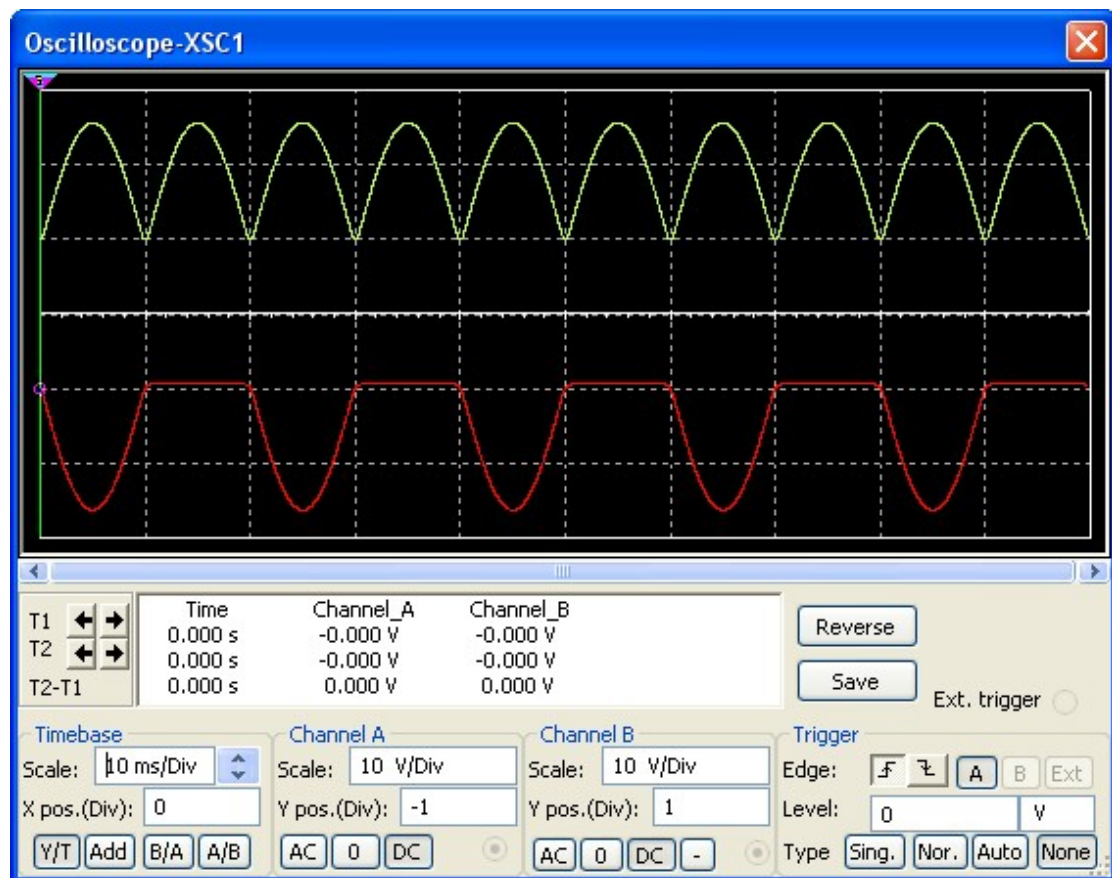 Oscilloscope-XSC1
Time Channel_A Channel_B
T1 0.000 s -0.000 V -0.000 V
T2 0.000 s -0.000 V -0.000 V
T2-T1 0.000 s 0.000 V 0.000 V
Reverse
Save
Ext. trigger
Timebase
Scale: 10 ms/Div
X pos.(Div): 0
Y/T Add B/A A/B
Channel A
Scale: 10 V/Div
Y pos.(Div): -1
AC 0 DC
Channel B
Scale: 10 V/Div
Y pos.(Div): 1
AC 0 DC -
Trigger
Edge: A B Ext
Level: 0 V
Type Sing. Nor. Auto None